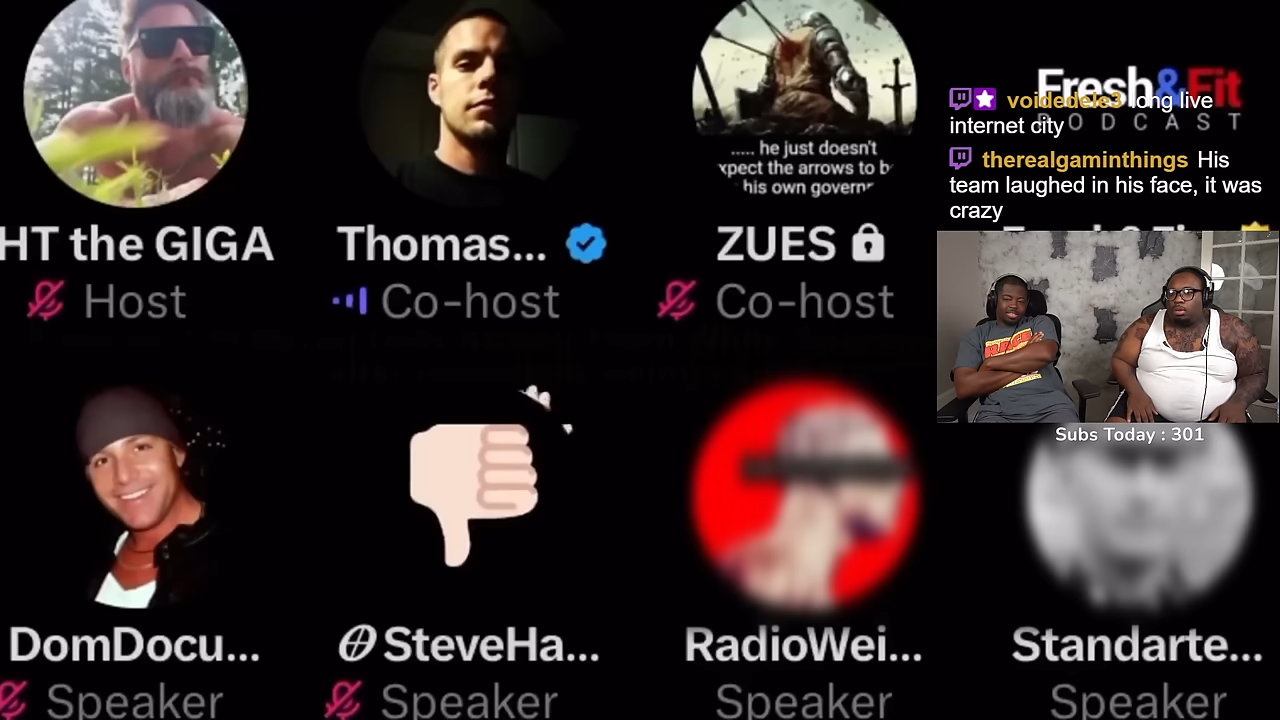 Fresh&Fit
PODCAST
voidedele3 long live
internet city
therealgaminthings His
team laughed in his face, it was
crazy
..... he just doesn't
xpect the arrows to b
his own govern
HT the GIGA
Thomas...
ZUES
Host
Co-host
Co-host
Subs Today : 301
DomDocu...
SteveHa...
RadioWei...
Standarte...
Speaker
Speaker
Speaker
Speaker